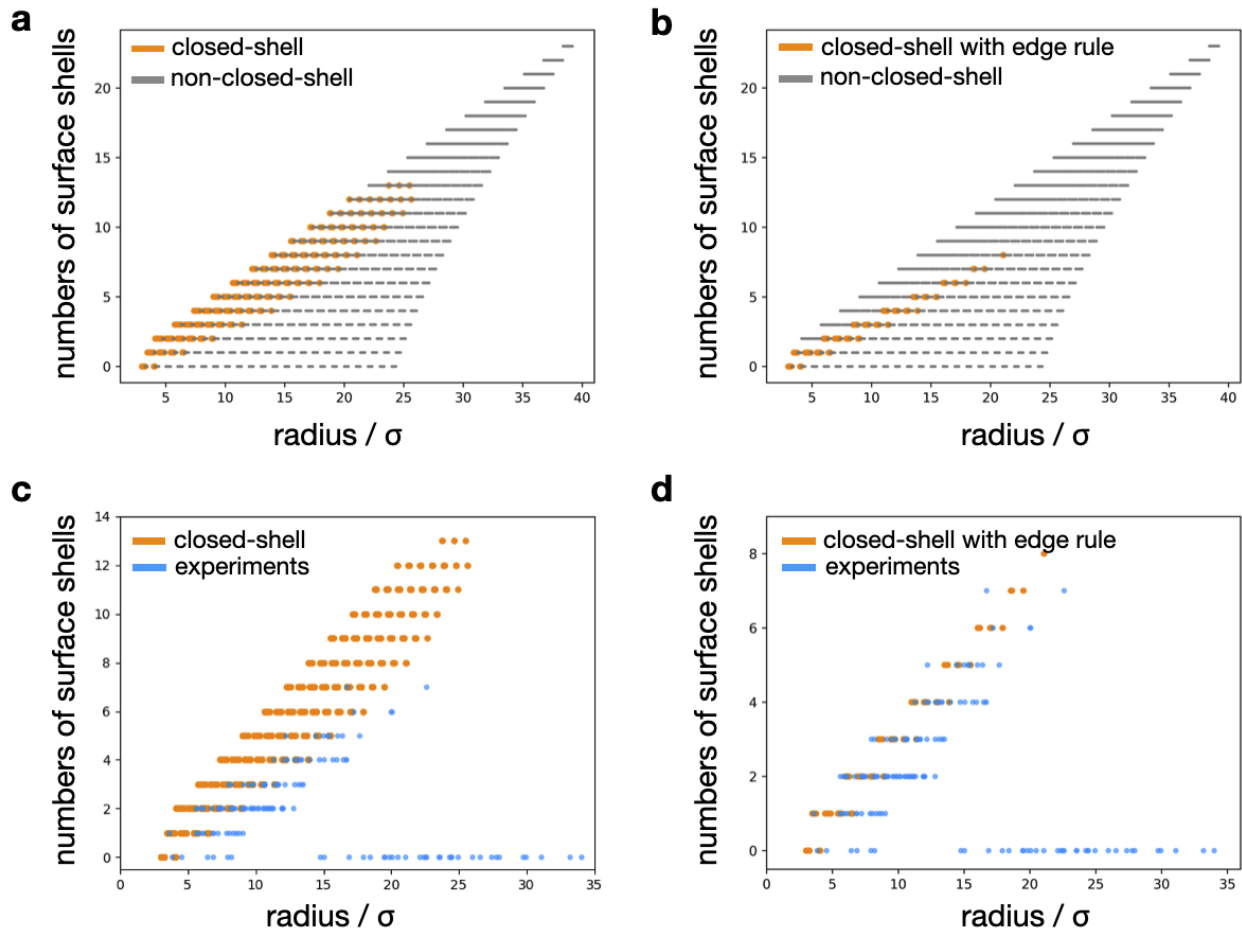 a
numbers of surface shells
closed-shell
non-closed-shell
20
15
10
5
0
5 10 15 20 25 30 35 40
radius / σ
b
numbers of surface shells
closed-shell with edge rule
non-closed-shell
20
15
10
5
0
5 10 15 20 25 30 35 40
radius / σ
c
numbers of surface shells
closed-shell
experiments
14
12
10
8
6
4
2
0
0 5 10 15 20 25 30 35
radius / σ
d
numbers of surface shells
closed-shell with edge rule
experiments
8
6
4
2
0
0 5 10 15 20 25 30 35
radius / σ